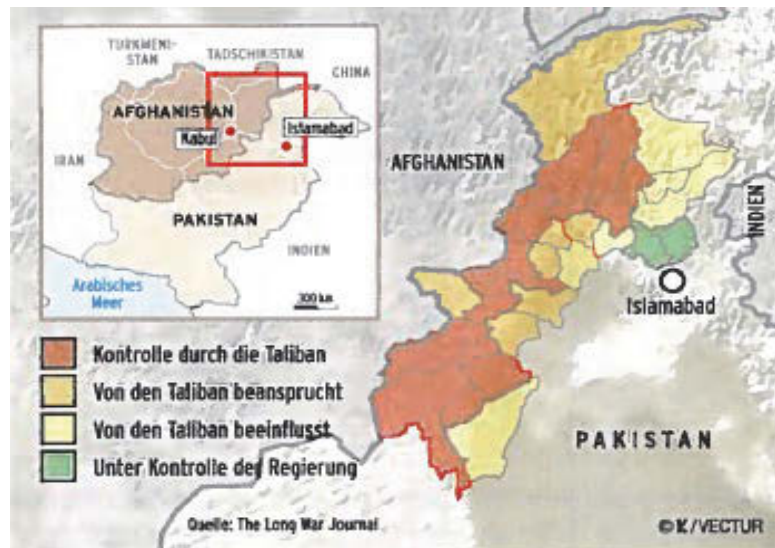 TURKMENI-
STAN
TADSCHIKISTAN
CHINA
AFGHANISTAN
Kabul
Islamabad
IRAN
PAKISTAN
INDIEN
Arabisches
Meer
300 km
AFGHANISTAN
INDIEN
Islamabad
Kontrolle durch die Taliban
Von den Taliban beansprucht
Von den Taliban beeinflusst
Unter Kontrolle der Regierung
PAKISTAN
Quelle: The Long War Journal
© K/VECTUR